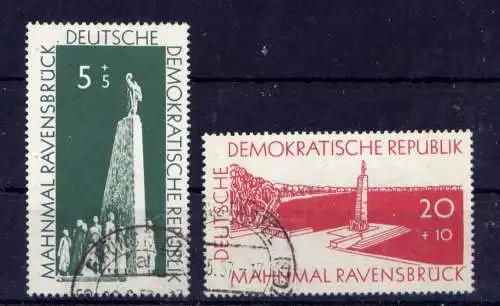 MAHNMAL RAVENSBRÜCK
DEUTSCHE
DEMOKRATISCHE REPUBLIK
5 + 5
DEUTSCHE
DEMOKRATISCHE REPUBLIK
20
+ 10
MAHNMAL RAVENSBRÜCK